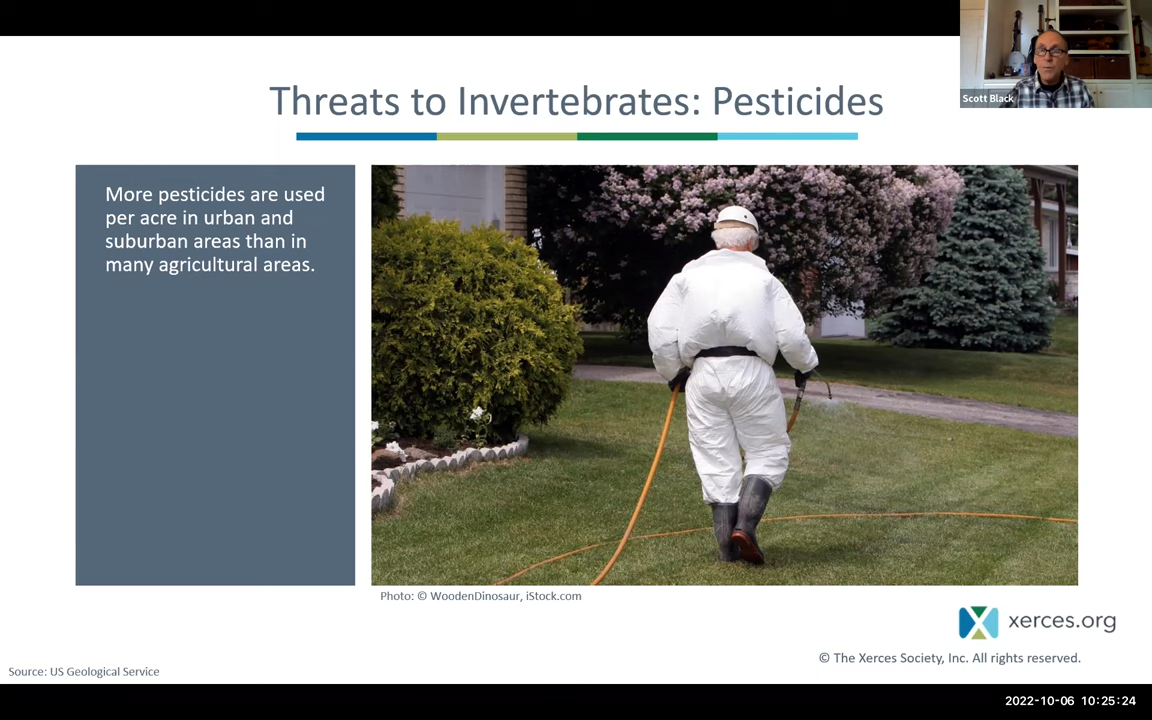 Scott Black
Threats to Invertebrates: Pesticides
More pesticides are used
per acre in urban and
suburban areas than in
many agricultural areas.
Photo: © WoodenDinosaur, iStock.com
xerces.org
© The Xerces Society, Inc. All rights reserved.
Source: US Geological Service
2022-10-06 10:25:24